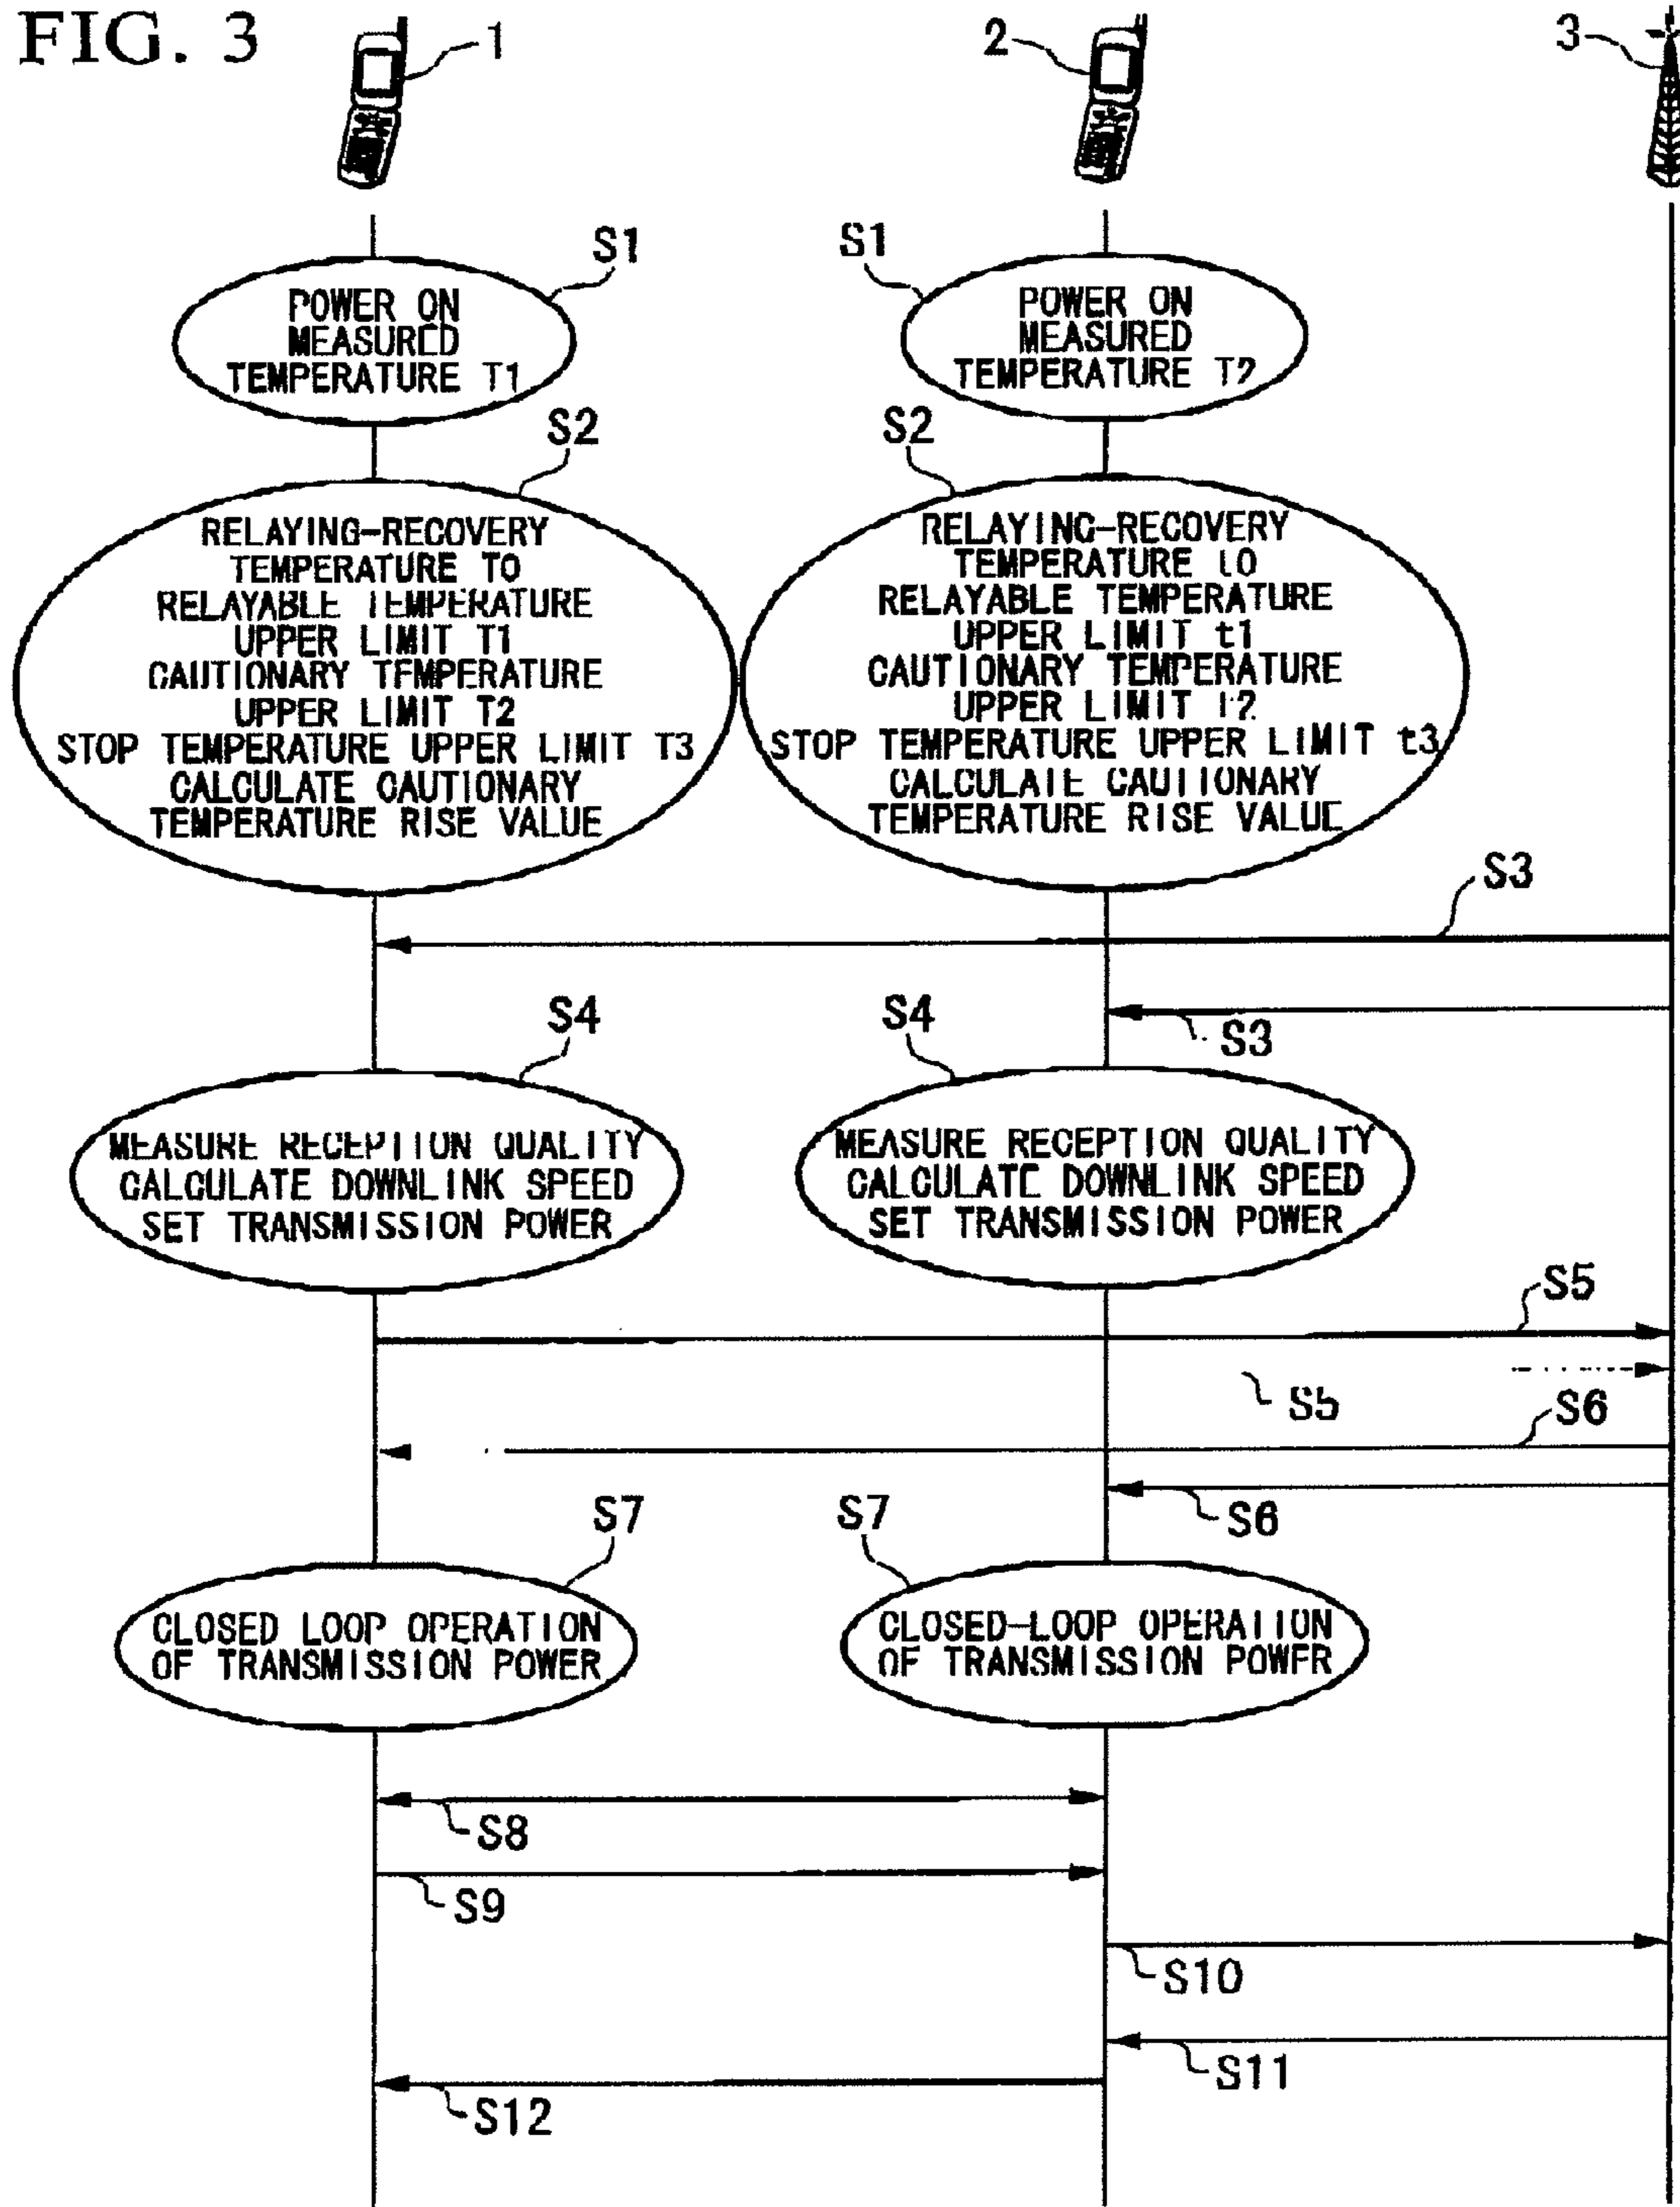 FIG. 3
1
2
3
S1
POWER ON
MEASURED
TEMPERATURE T1
S1
POWER ON
MEASURED
TEMPERATURE T2
S2
RELAYING-RECOVERY
TEMPERATURE T0
RELAYABLE TEMPERATURE
UPPER LIMIT T1
CAUTIONARY TEMPERATURE
UPPER LIMIT T2
STOP TEMPERATURE UPPER LIMIT T3
CALCULATE CAUTIONARY
TEMPERATURE RISE VALUE
S2
RELAYING-RECOVERY
TEMPERATURE t0
RELAYABLE TEMPERATURE
UPPER LIMIT t1
CAUTIONARY TEMPERATURE
UPPER LIMIT t2
STOP TEMPERATURE UPPER LIMIT t3
CALCULATE CAUTIONARY
TEMPERATURE RISE VALUE
S3
S3
S4
MEASURE RECEPTION QUALITY
CALCULATE DOWNLINK SPEED
SET TRANSMISSION POWER
S4
MEASURE RECEPTION QUALITY
CALCULATE DOWNLINK SPEED
SET TRANSMISSION POWER
S5
S5
S6
S6
S7
CLOSED LOOP OPERATION
OF TRANSMISSION POWER
S7
CLOSED-LOOP OPERATION
OF TRANSMISSION POWER
S8
S9
S10
S11
S12